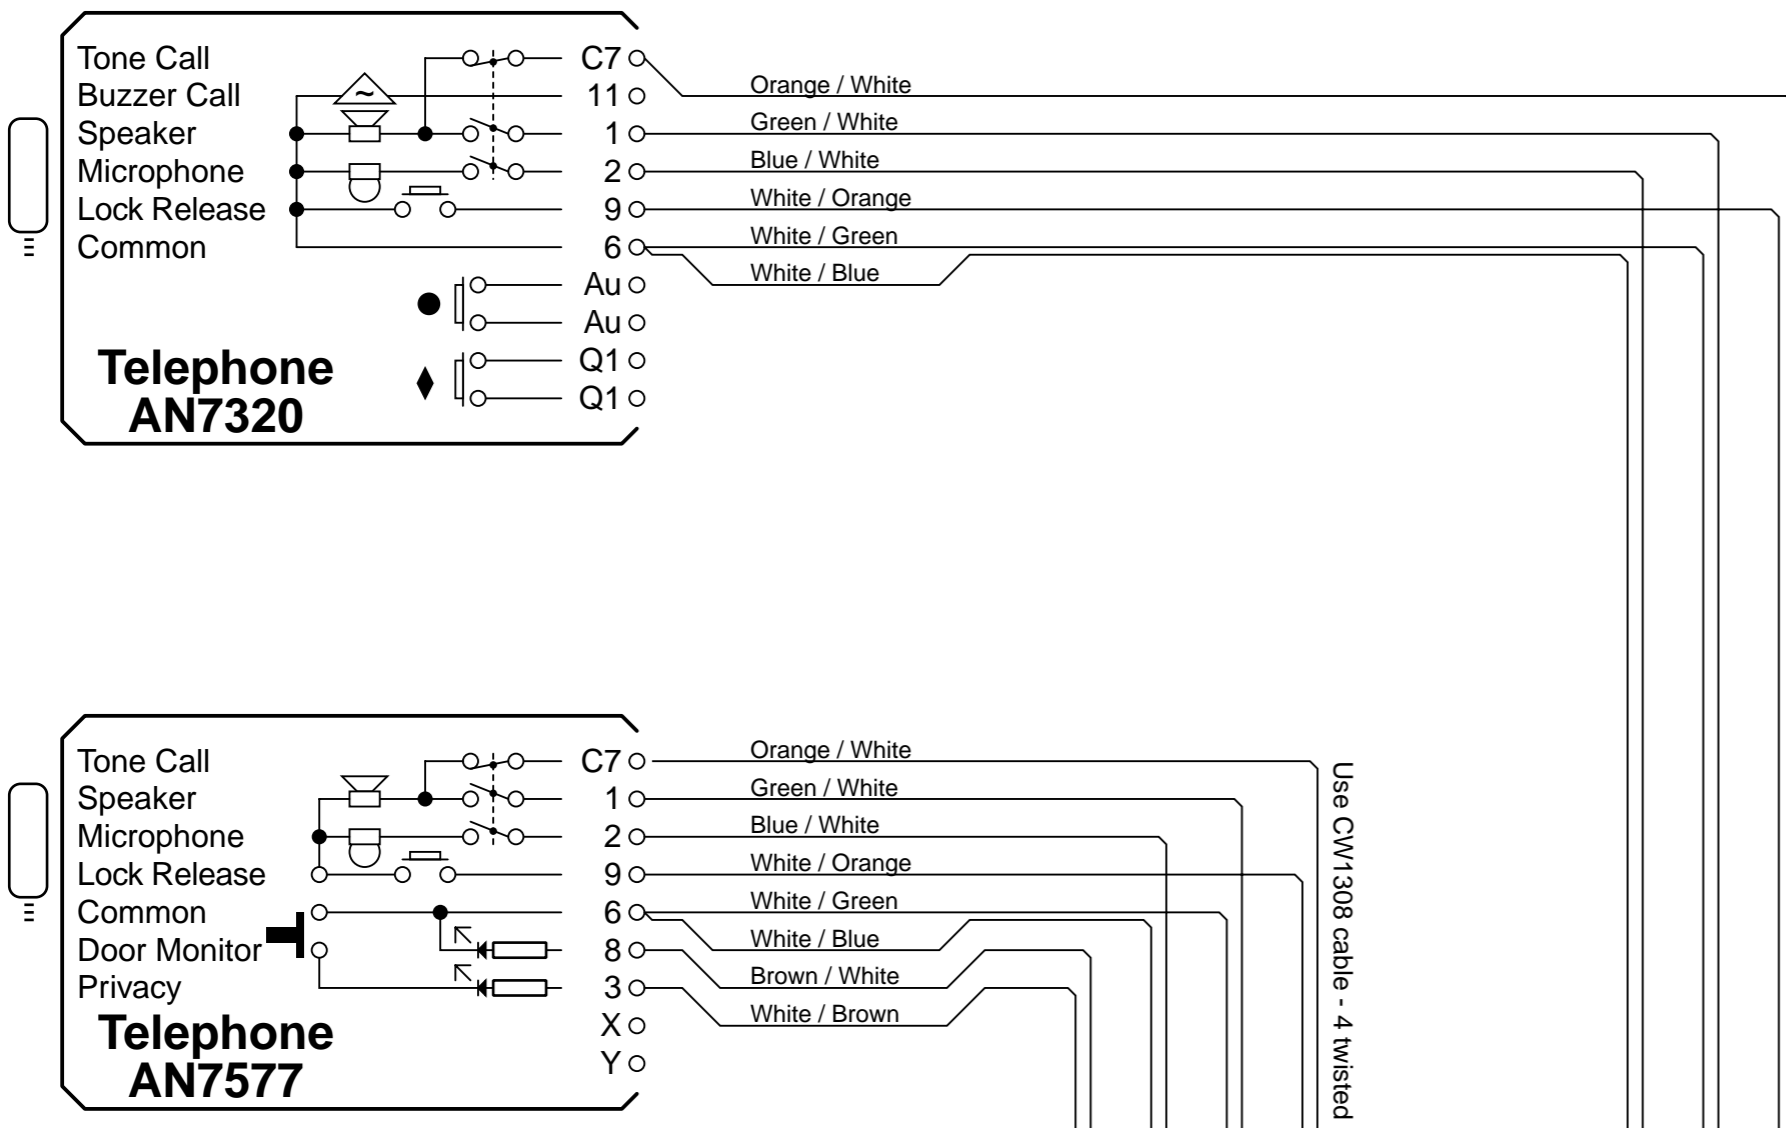 Tone Call C7 Orange / White
Buzzer Call ~ 11
Speaker 1 Green / White
Microphone 2 Blue / White
Lock Release 9 White / Orange
Common 6 White / Green
White / Blue
Au
Au
Q1
Q1
Telephone
AN7320
Tone Call C7 Orange / White
Speaker 1 Green / White
Microphone 2 Blue / White
Lock Release 9 White / Orange
Common 6 White / Green
White / Blue
Door Monitor 8 Brown / White
Privacy 3 White / Brown
X
Y
Telephone
AN7577
Use CW1308 cable - 4 twisted